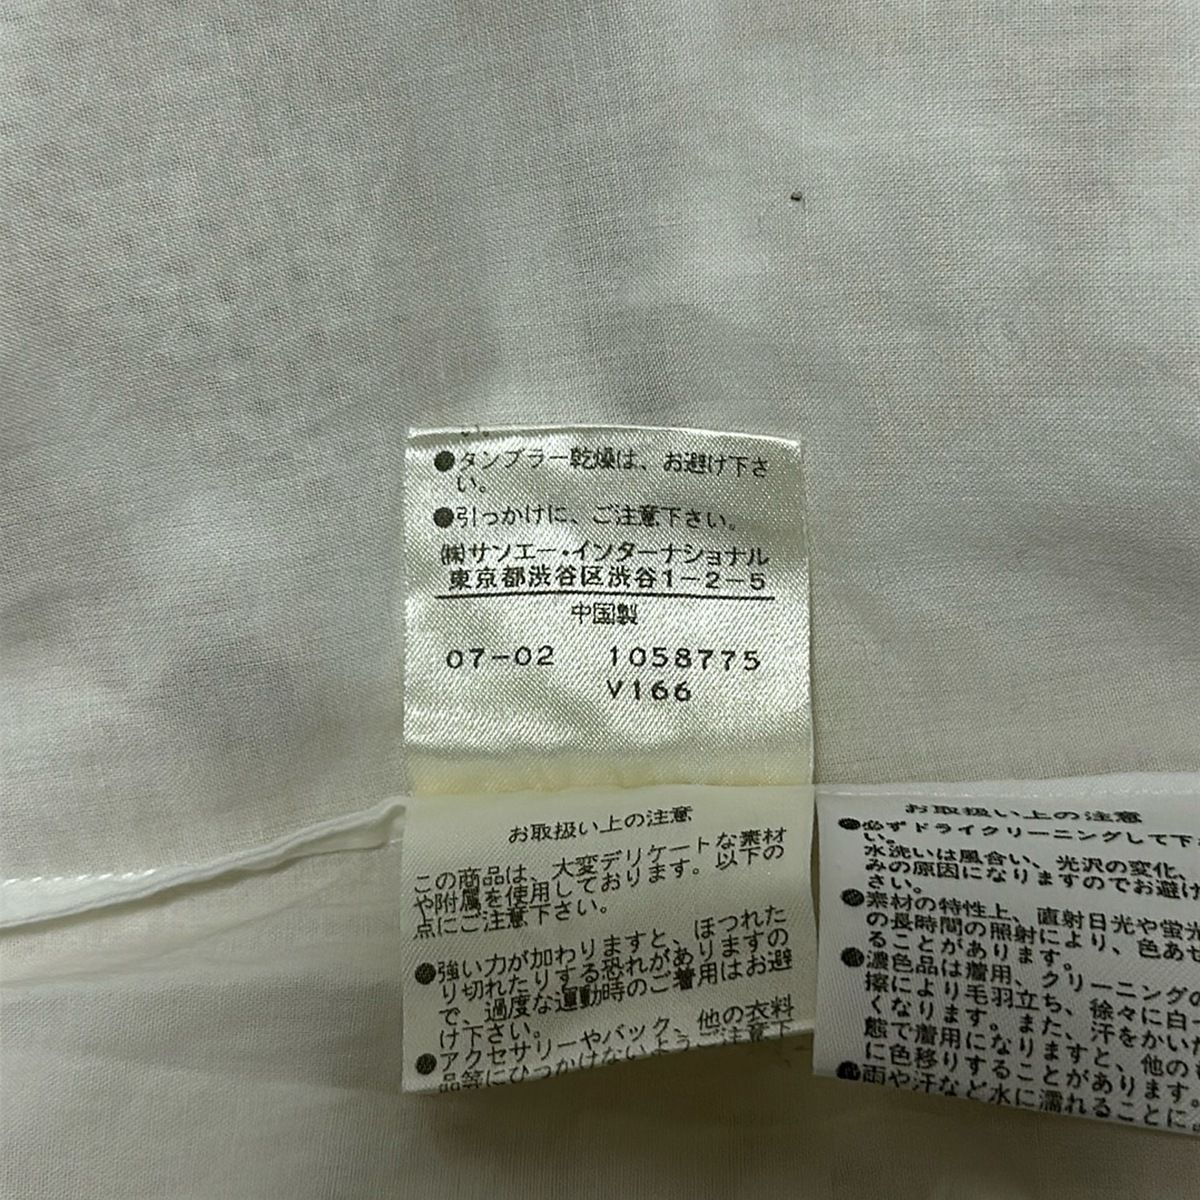 い。
●タンブラー乾燥は、お避け下さ
い。
●引っかけに、ご注意下さい。
㈱サンエー・インターナショナル
東京都渋谷区渋谷1-2-5
中国製
07-02 1058775
V166
お取扱い上の注意
この商品は、大変デリケートな素材
や附属を使用しております。以下の
点にご注意下さい。
●強い力が加わりますと、ほつれた
り切れたりする恐れがありますの
で、過度な運動時のご着用はお避
け下さい。
●アクセサリーやバック、他の衣料
品等にひっかけないようご注意下
お取扱い上の注意
●必ずドライクリーニングして下さ
い。
水洗いは風合い、光沢の変化、
みの原因になりますのでお避け
さい。
●素材の特性上、直射日光や蛍光
の長時間の照射により、色あせ
ることがあります。
●濃色品は着用、クリーニングの
擦により毛羽立ち、徐々に白っ
くなります。また、汗をかいた
態で着用になりますと、他の
に色移りすることがあります。
●雨や汗など水に濡れることに